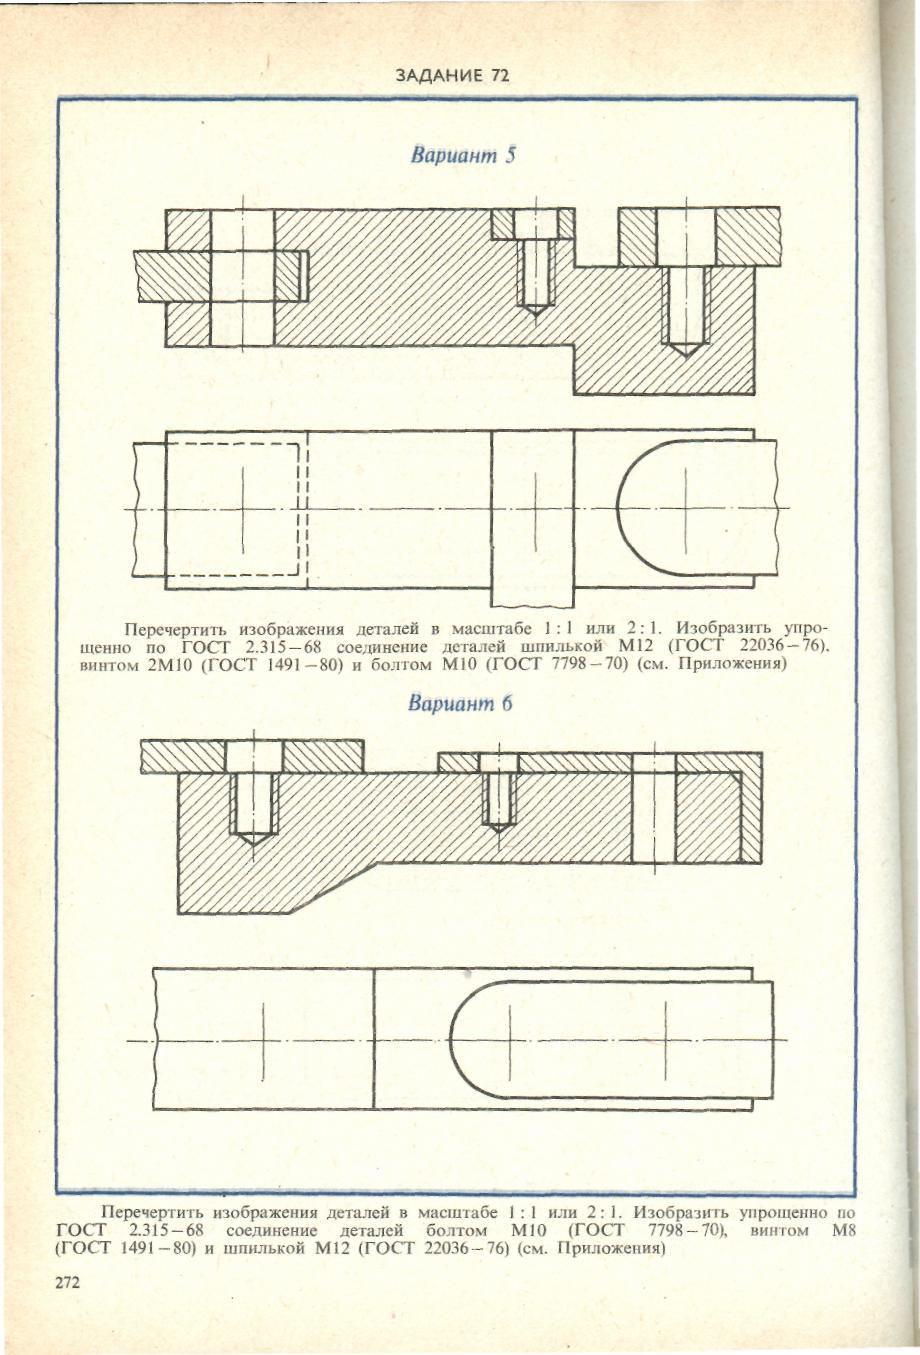 ЗАДАНИЕ 72
Вариант 5
Перечертить изображения деталей в масштабе 1 : 1 или 2 : 1. Изобразить упро-
щенно по ГОСТ 2.315—68 соединение деталей шпилькой М12 (ГОСТ 22036—76),
винтом 2М10 (ГОСТ 1491—80) и болтом М10 (ГОСТ 7798—70) (см. Приложения)
Вариант 6
Перечертить изображения деталей в масштабе 1 : 1 или 2 : 1. Изобразить упрощенно по
ГОСТ 2.315—68 соединение деталей болтом М10 (ГОСТ 7798—70), винтом М8
(ГОСТ 1491—80) и шпилькой М12 (ГОСТ 22036—76) (см. Приложения)
272